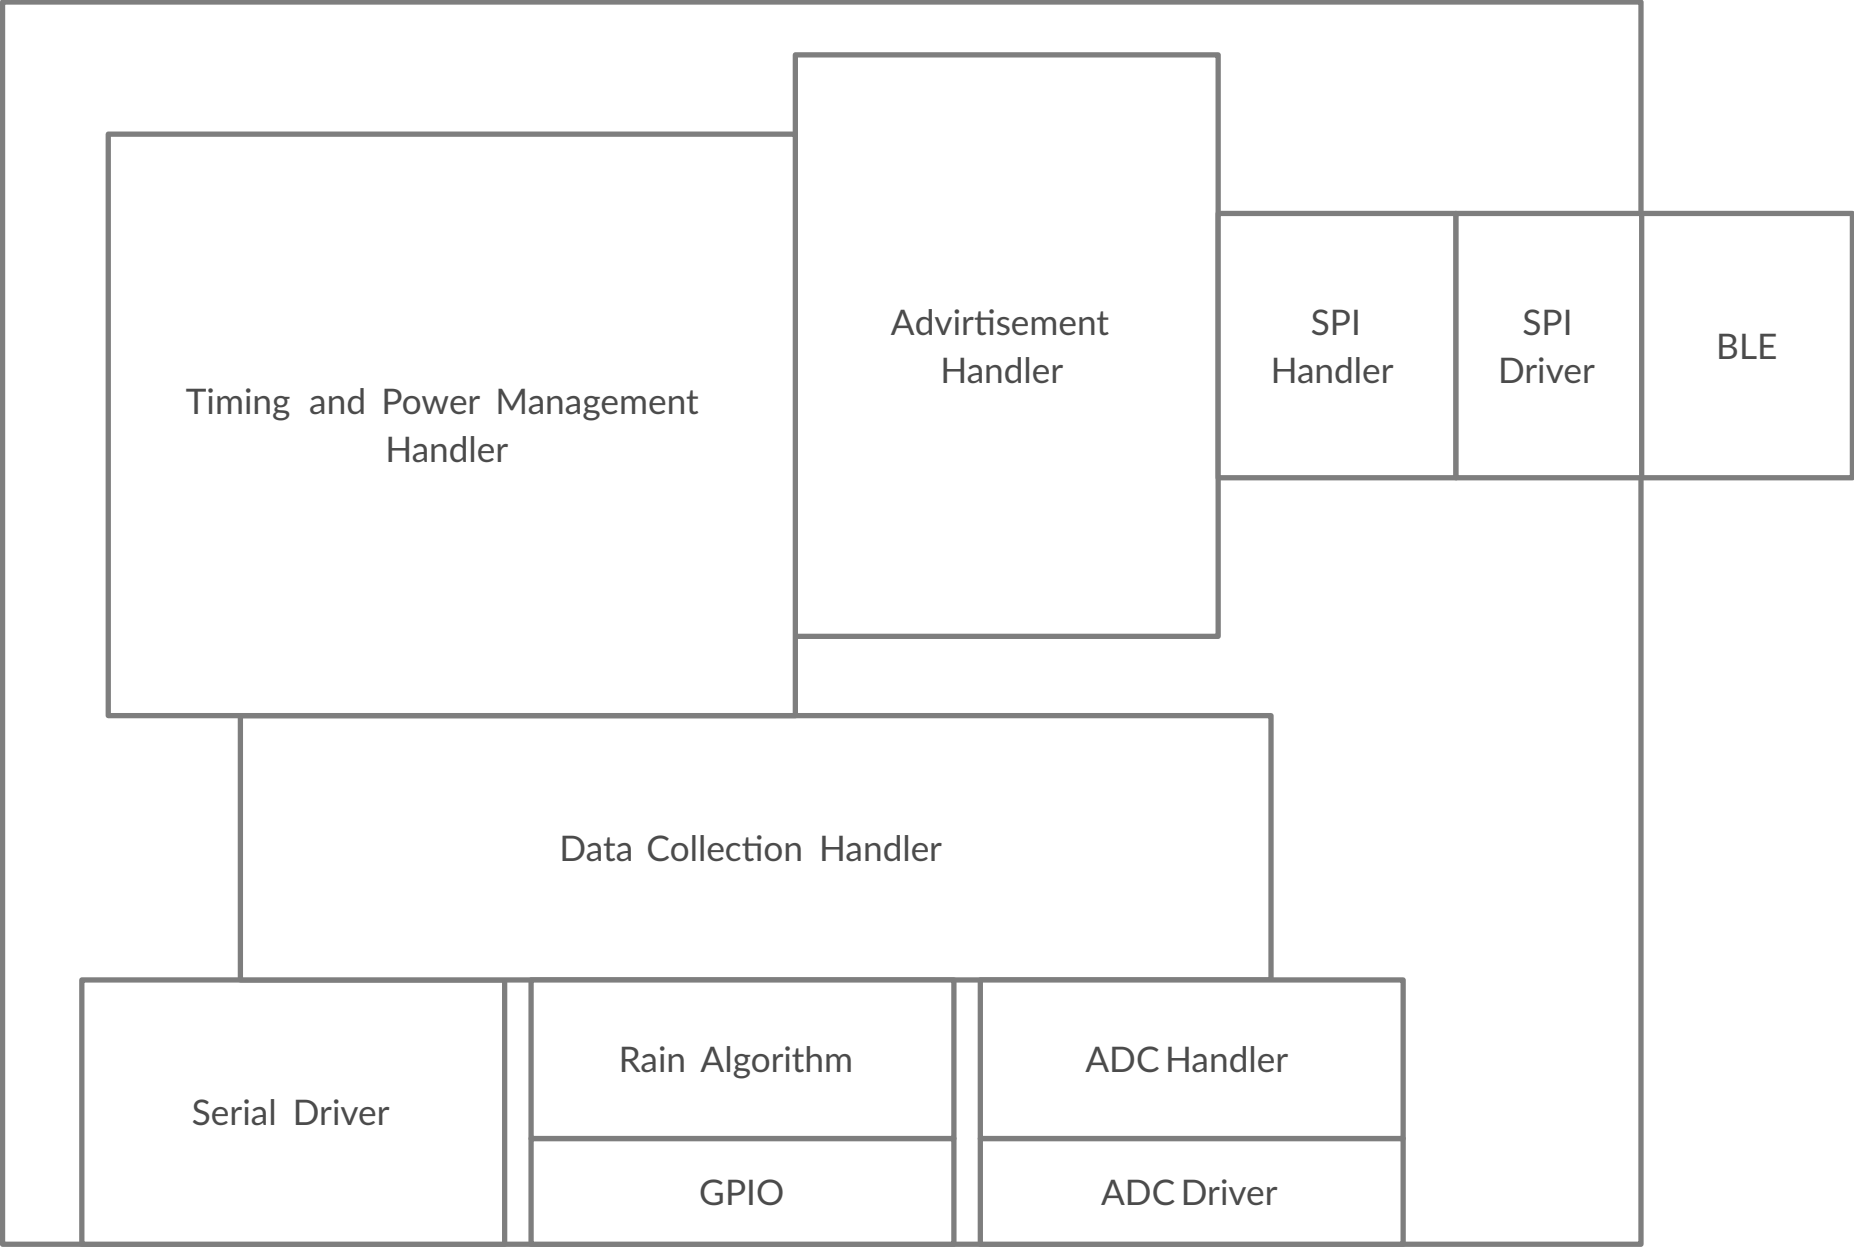 Timing and Power Management
Handler
Advirtisement
Handler
SPI
Handler
SPI
Driver
BLE
Data Collection Handler
Serial Driver
Rain Algorithm
GPIO
ADC Handler
ADC Driver